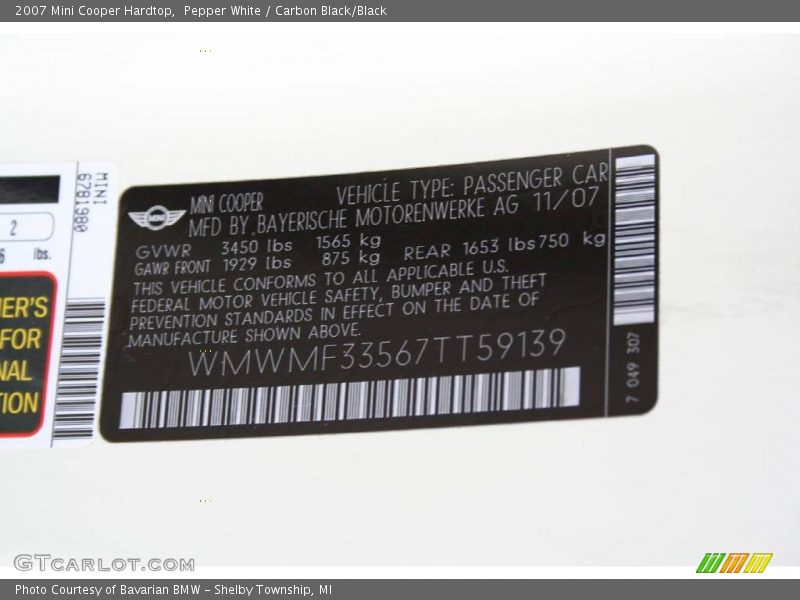 2007 Mini Cooper Hardtop,  Pepper White / Carbon Black/Black
MINI
6781980
2
lbs.
ER'S
FOR
NAL
TION
MINI
MINI COOPER
VEHICLE TYPE: PASSENGER CAR
MFD BY BAYERISCHE MOTORENWERKE AG 11/07
GVWR 3450 lbs 1565 kg
GAWR FRONT 1929 lbs 875 kg REAR 1653 lbs 750 kg
THIS VEHICLE CONFORMS TO ALL APPLICABLE U.S.
FEDERAL MOTOR VEHICLE SAFETY, BUMPER AND THEFT
PREVENTION STANDARDS IN EFFECT ON THE DATE OF
MANUFACTURE SHOWN ABOVE.
WMWMF33567TT59139
7 049 307
GTCARLOT.COM
Photo Courtesy of Bavarian BMW - Shelby Township, MI